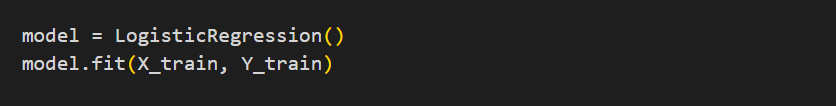 model = LogisticRegression()
model.fit(X_train, Y_train)